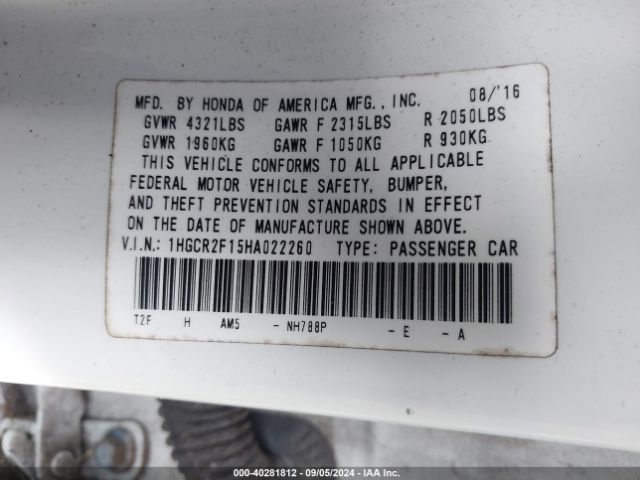 MFD. BY HONDA OF AMERICA MFG., INC. 08/'16
GVWR 4321LBS GAWR F 2315LBS R 2050LBS
GVWR 1960KG GAWR F 1050KG R 930KG
THIS VEHICLE CONFORMS TO ALL APPLICABLE
FEDERAL MOTOR VEHICLE SAFETY, BUMPER,
AND THEFT PREVENTION STANDARDS IN EFFECT
ON THE DATE OF MANUFACTURE SHOWN ABOVE.
V.I.N.: 1HGCR2F15HA022260 TYPE: PASSENGER CAR
T2F H AM5 - NH788P - E - A
000-40281812 - 09/05/2024 - IAA Inc.